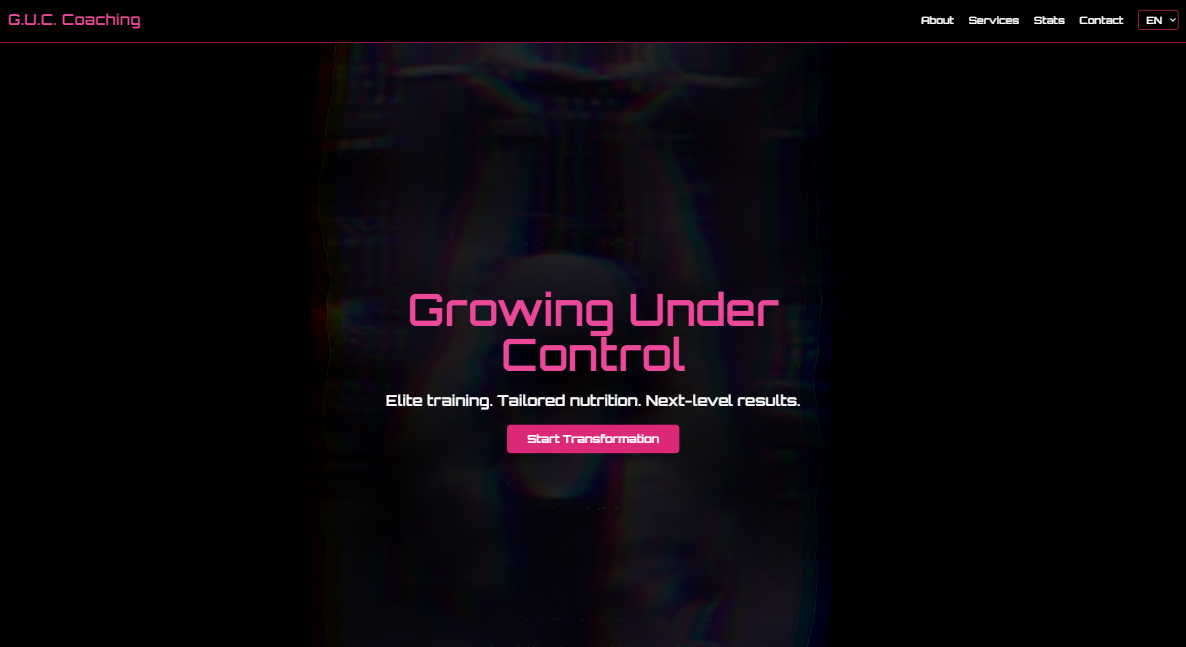 G.U.C. Coaching
About Services Stats Contact EN
Growing Under
Control
Elite training. Tailored nutrition. Next-level results.
Start Transformation